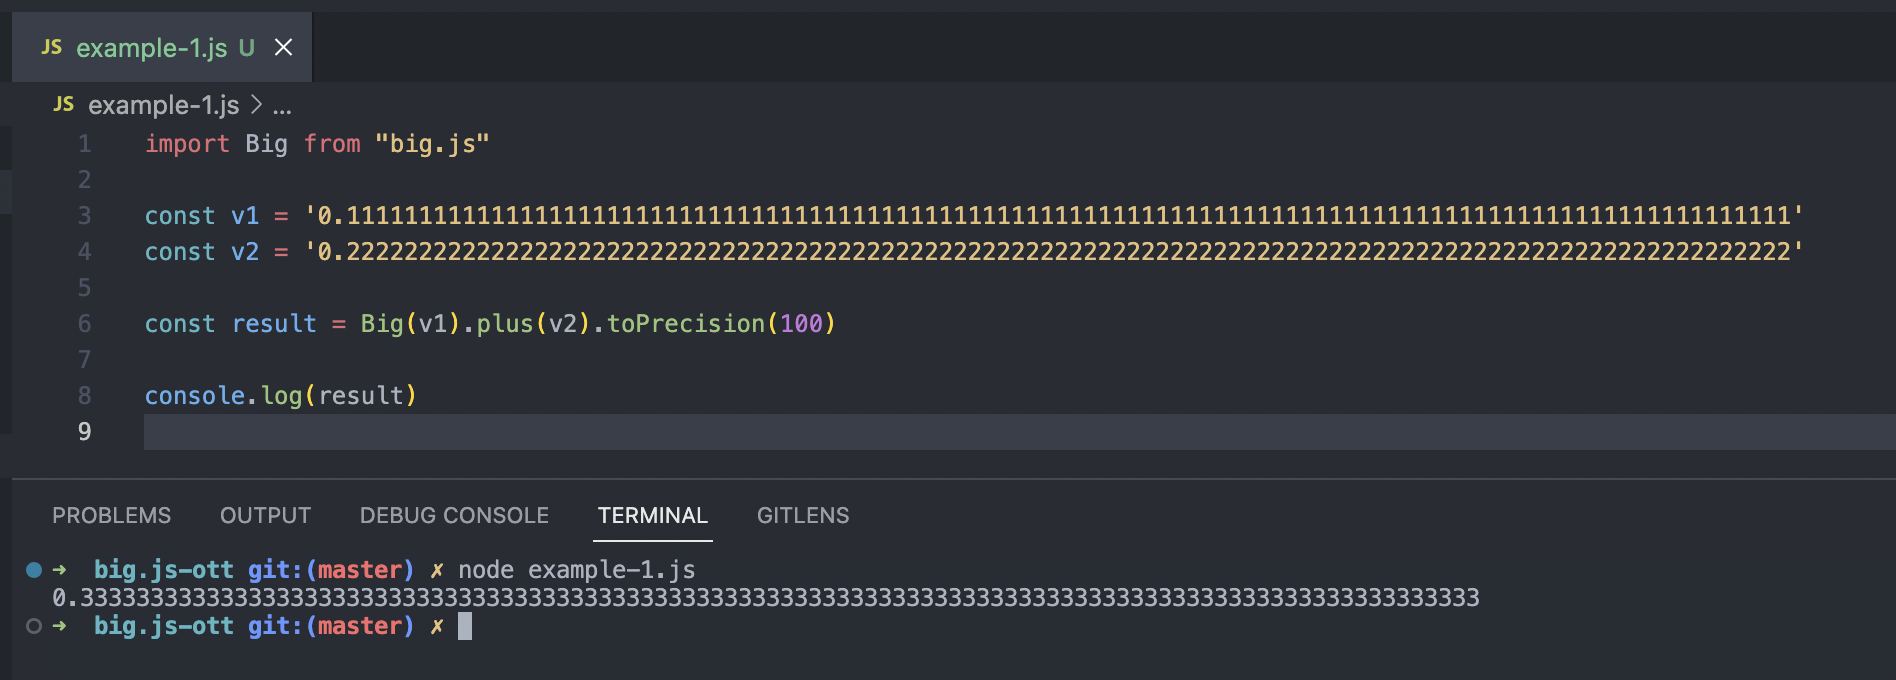 JS example-1.js U ×
JS example-1.js > ...
1 import Big from "big.js"
2
3 const v1 = '0.1111111111111111111111111111111111111111111111111111111111111111111111111111111111111111111111111111'
4 const v2 = '0.2222222222222222222222222222222222222222222222222222222222222222222222222222222222222222222222222222'
5
6 const result = Big(v1).plus(v2).toPrecision(100)
7
8 console.log(result)
9
PROBLEMS OUTPUT DEBUG CONSOLE TERMINAL GITLENS
➜ big.js-ott git:(master) ✗ node example-1.js
0.3333333333333333333333333333333333333333333333333333333333333333333333333333333333333333333333333333
➜ big.js-ott git:(master) ✗